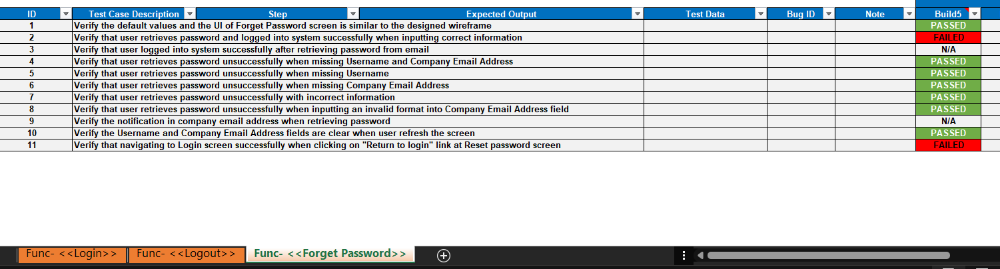 ID Test Case Description Step Expected Output Test Data Bug ID Note Build5
1 Verify the default values and the UI of Forget Password screen is similar to the designed wireframe PASSED
2 Verify that user retrieves password and logged into system successfully when inputting correct information FAILED
3 Verify that user logged into system successfully after retrieving password from email N/A
4 Verify that user retrieves password unsuccessfully when missing Username and Company Email Address PASSED
5 Verify that user retrieves password unsuccessfully when missing Username PASSED
6 Verify that user retrieves password unsuccessfully when missing Company Email Address PASSED
7 Verify that user retrieves password unsuccessfully with incorrect information PASSED
8 Verify that user retrieves password unsuccessfully when inputting an invalid format into Company Email Address field PASSED
9 Verify the notification in company email address when retrieving password N/A
10 Verify the Username and Company Email Address fields are clear when user refresh the screen PASSED
11 Verify that navigating to Login screen successfully when clicking on "Return to login" link at Reset password screen FAILED
Func- <<Login>> Func- <<Logout>> Func- <<Forget Password>>